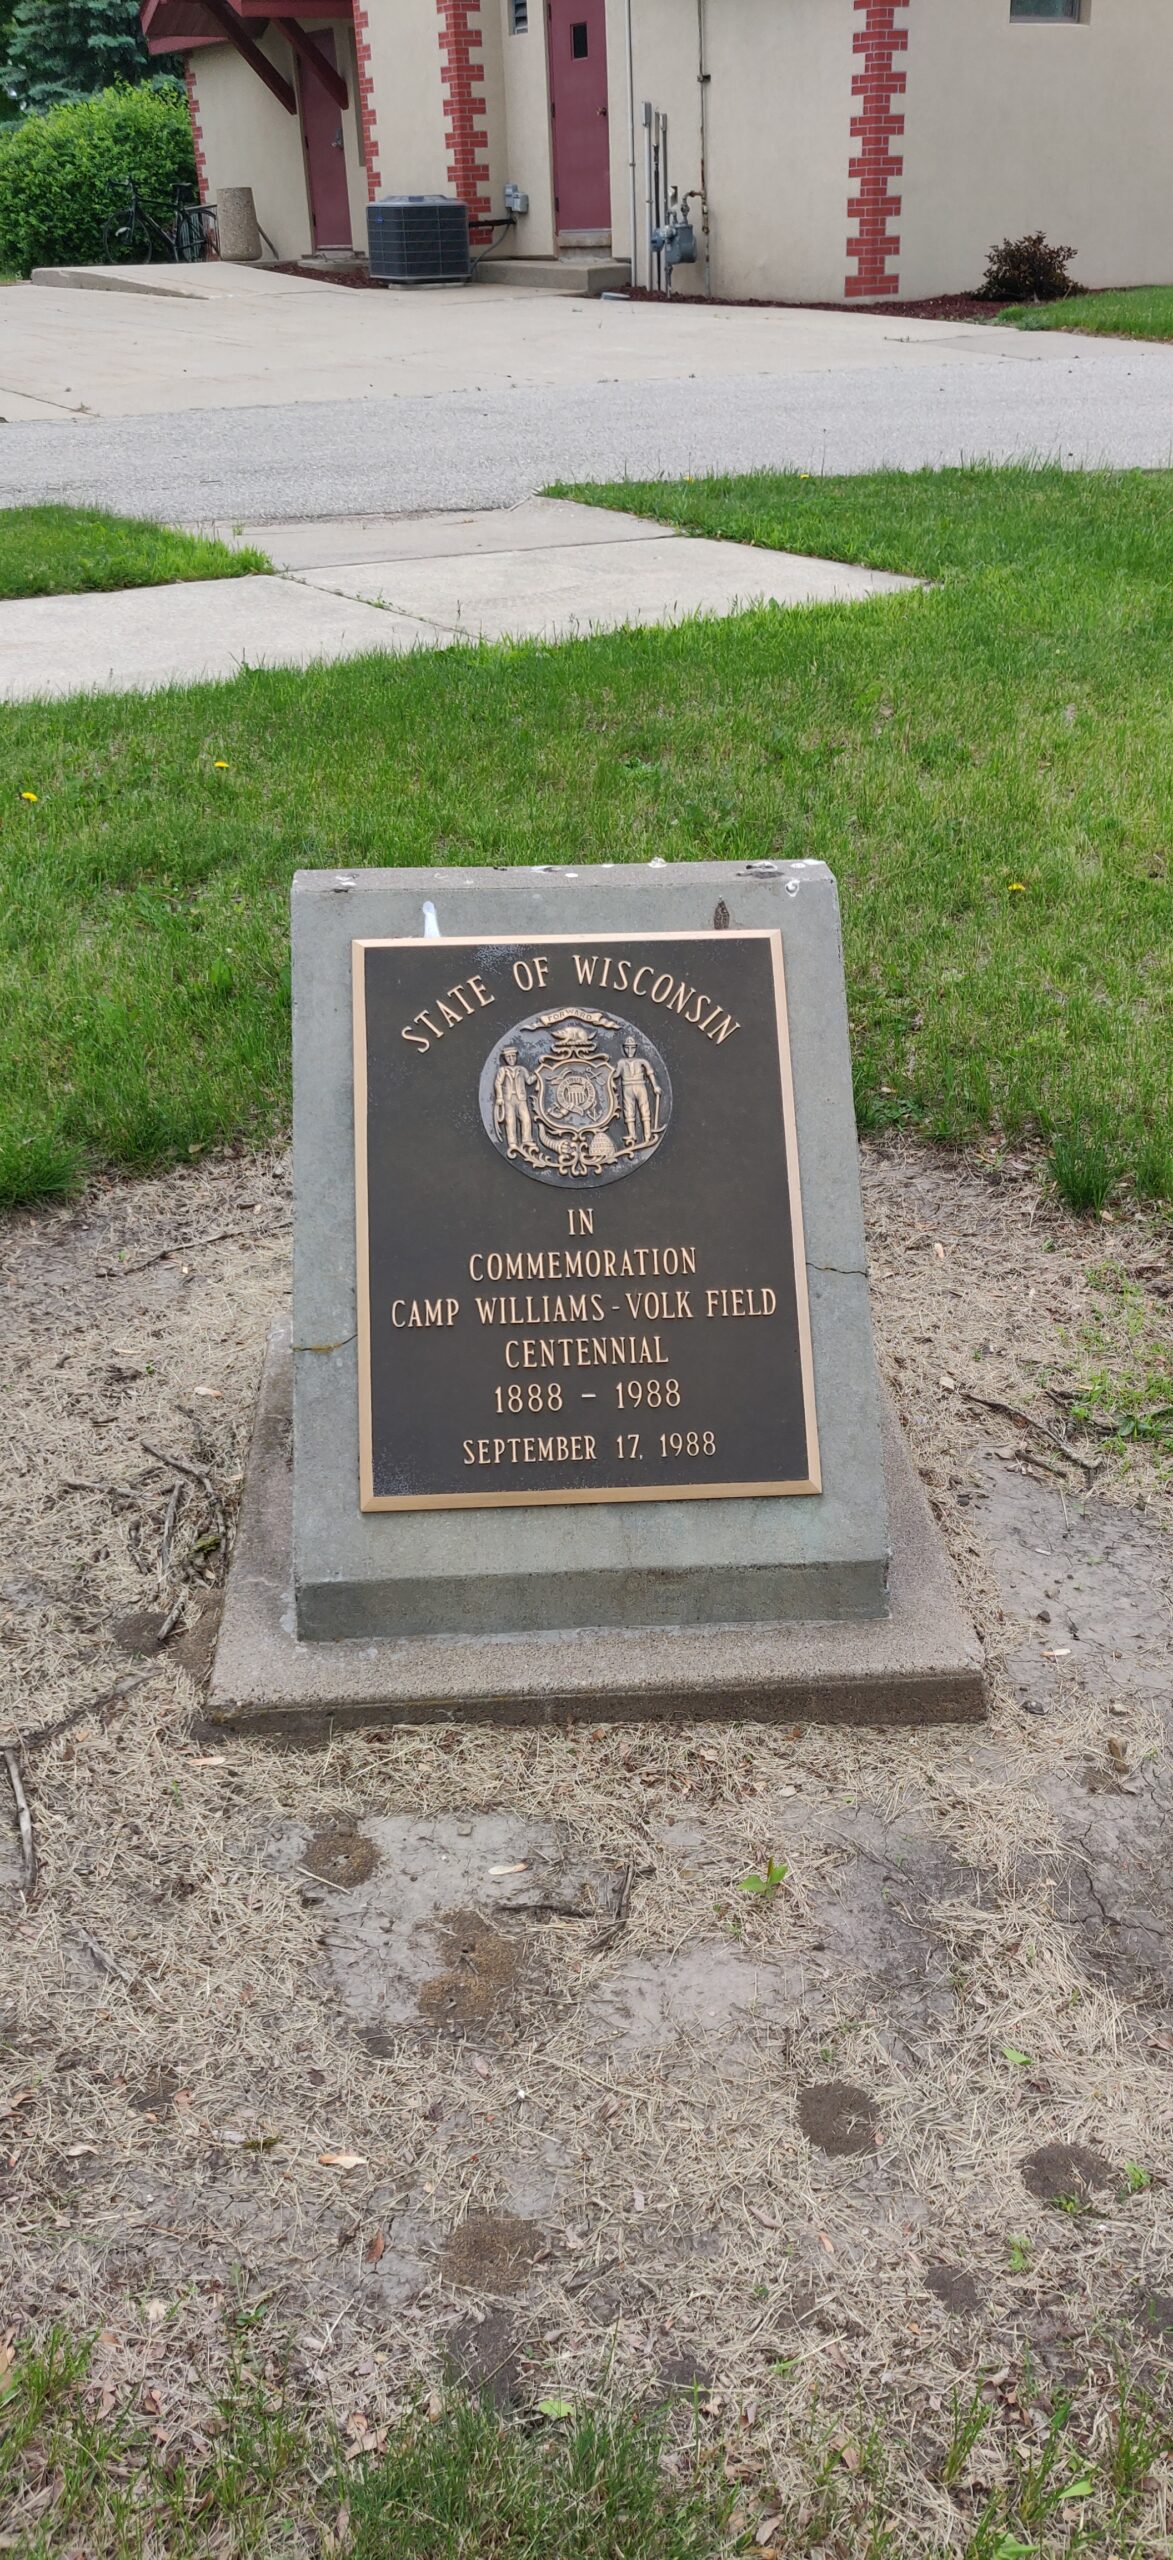 STATE OF WISCONSIN
FORWARD
IN
COMMEMORATION
CAMP WILLIAMS - VOLK FIELD
CENTENNIAL
1888 - 1988
SEPTEMBER 17, 1988